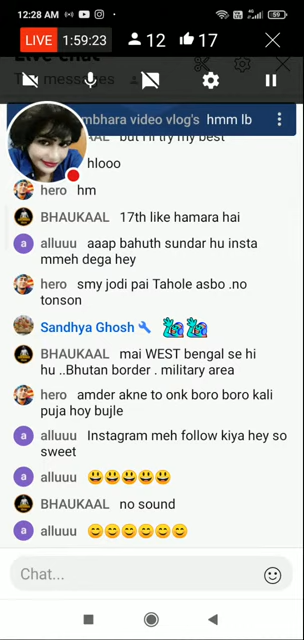 12:28 AM
59
LIVE 1:59:23 12 17
Live chat
messages
mbhara video vlog's hmm lb
AAL but I'll try my best
hlooo
hero hm
BHAUKAAL 17th like hamara hai
alluuu aaap bahuth sundar hu insta
mmeh dega hey
hero smy jodi pai Tahole asbo .no
tonson
Sandhya Ghosh
BHAUKAAL mai WEST bengal se hi
hu ..Bhutan border . military area
hero amder akne to onk boro boro kali
puja hoy bujle
alluuu Instagram meh follow kiya hey so
sweet
alluuu 😃😃😃😃😃
BHAUKAAL no sound
alluuu 😊😊😊😊😊😊
Chat...